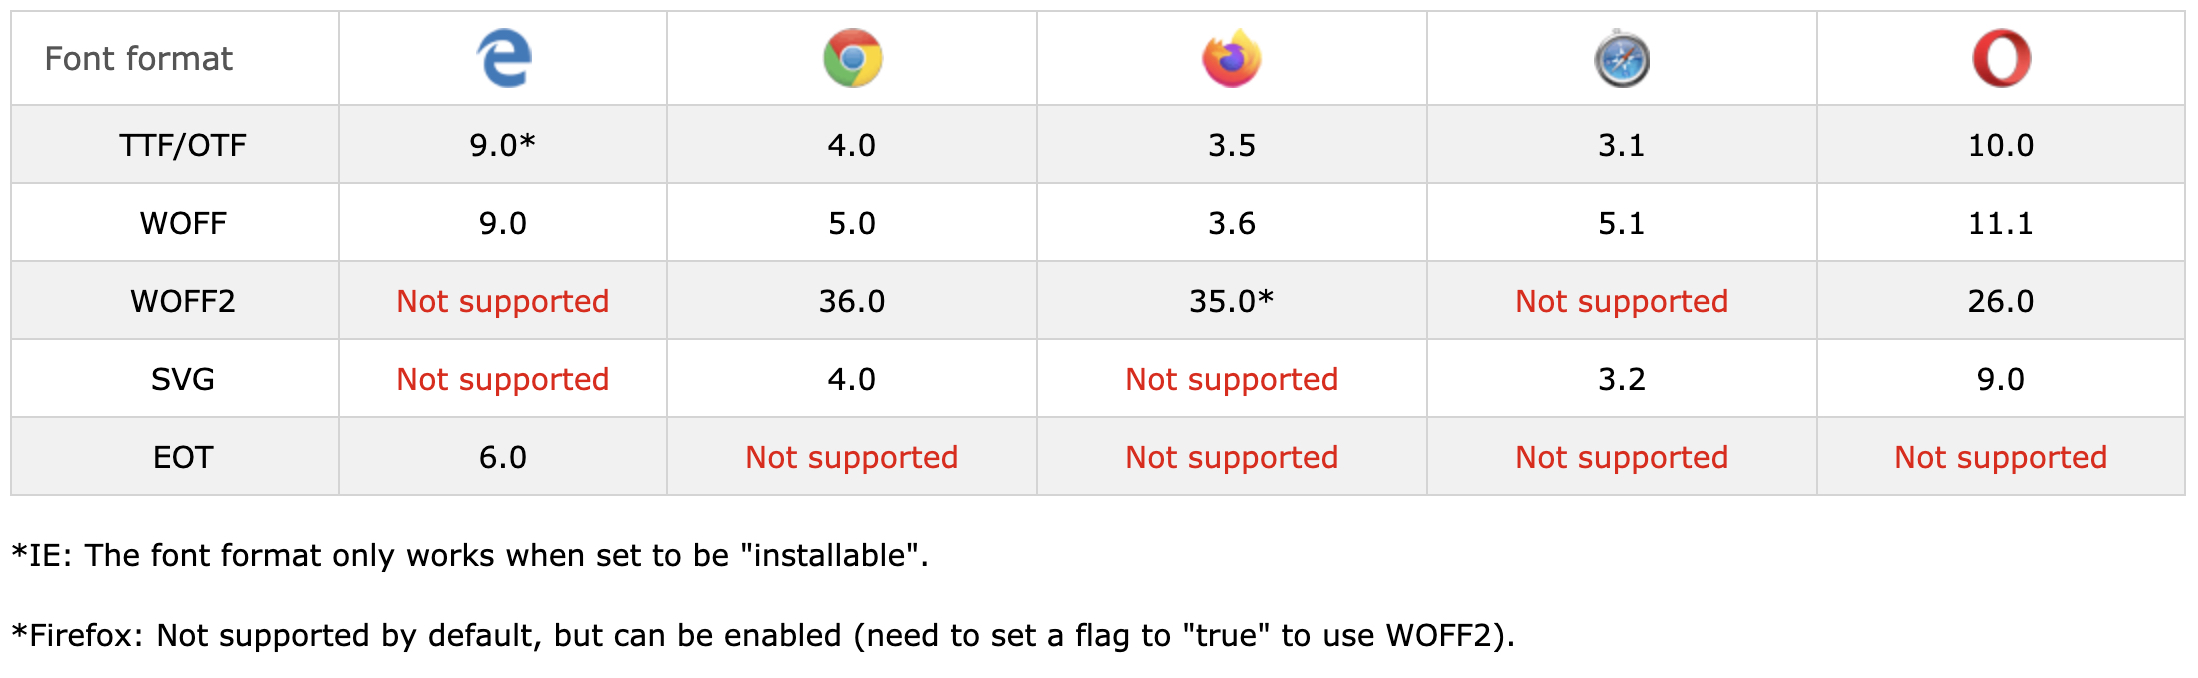 Font format
TTF/OTF 9.0* 4.0 3.5 3.1 10.0
WOFF 9.0 5.0 3.6 5.1 11.1
WOFF2 Not supported 36.0 35.0* Not supported 26.0
SVG Not supported 4.0 Not supported 3.2 9.0
EOT 6.0 Not supported Not supported Not supported Not supported
*IE: The font format only works when set to be "installable".
*Firefox: Not supported by default, but can be enabled (need to set a flag to "true" to use WOFF2).